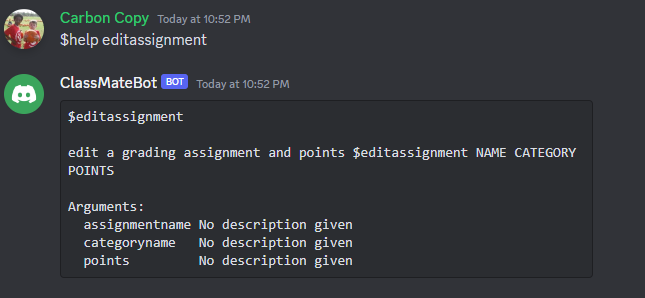 Carbon Copy Today at 10:52 PM
$help editassignment
ClassMateBot BOT Today at 10:52 PM
$editassignment
edit a grading assignment and points $editassignment NAME CATEGORY
POINTS
Arguments:
assignmentname No description given
categoryname No description given
points No description given